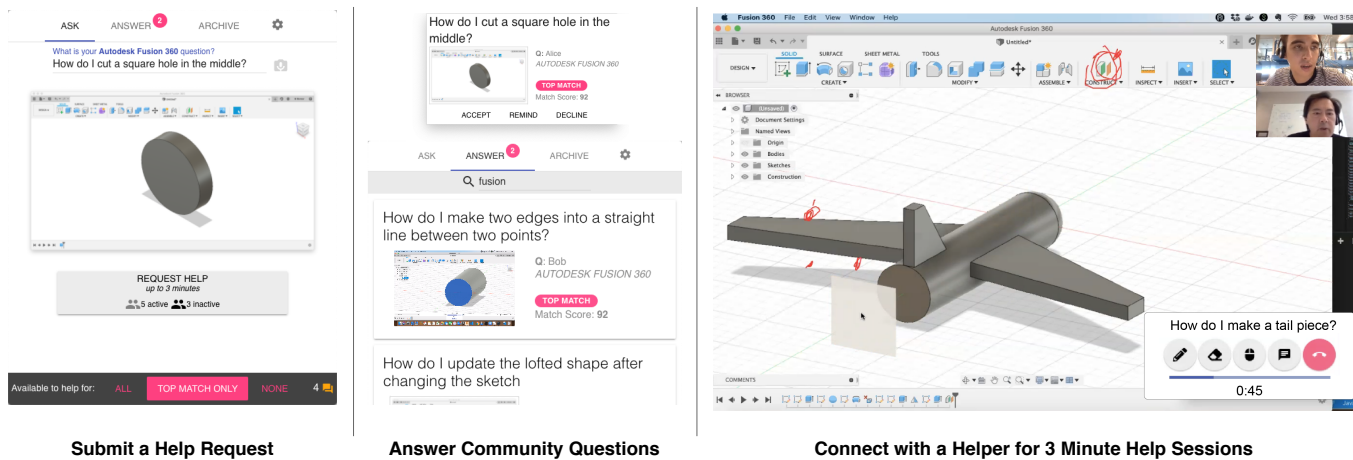 ASK
ANSWER 2
ARCHIVE
What is your Autodesk Fusion 360 question?
How do I cut a square hole in the middle?
REQUEST HELP
up to 3 minutes
5 active 3 inactive
Available to help for: ALL TOP MATCH ONLY NONE 4
Submit a Help Request
How do I cut a square hole in the
middle?
Q: Alice
AUTODESK FUSION 360
TOP MATCH
Match Score: 92
ACCEPT REMIND DECLINE
ASK ANSWER 2 ARCHIVE
fusion
How do I make two edges into a straight
line between two points?
Q: Bob
AUTODESK FUSION 360
TOP MATCH
Match Score: 92
How do I update the lofted shape after
changing the sketch
Answer Community Questions
Fusion 360 File Edit View Window Help
Wed 3:58
Autodesk Fusion 360
Untitled*
SOLID SURFACE SHEET METAL TOOLS
DESIGN
CREATE MODIFY ASSEMBLE CONSTRUCT INSPECT INSERT SELECT
BROWSER
(Unsaved)
Document Settings
Named Views
Origin
Bodies
Sketches
Construction
How do I make a tail piece?
0:45
COMMENTS
Connect with a Helper for 3 Minute Help Sessions